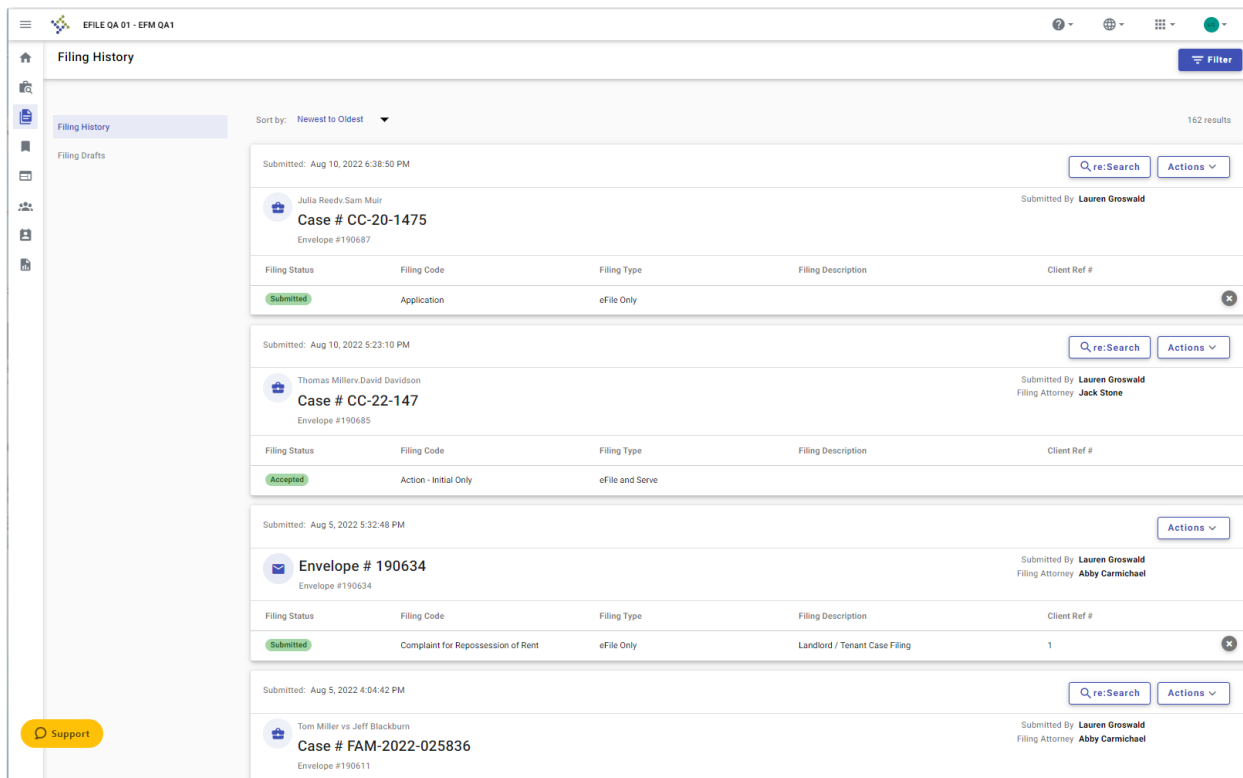 EFILE QA 01 - EFM QA1
Filing History
Filter
Filing History
Filing Drafts
Sort by: Newest to Oldest
162 results
Submitted: Aug 10, 2022 6:38:50 PM
re:Search Actions
Julia Reedv.Sam Muir
Submitted By Lauren Groswald
Case # CC-20-1475
Envelope #190687
Filing Status Filing Code Filing Type Filing Description Client Ref #
Submitted Application eFile Only
Submitted: Aug 10, 2022 5:23:10 PM
re:Search Actions
Thomas Millerv.David Davidson
Submitted By Lauren Groswald
Filing Attorney Jack Stone
Case # CC-22-147
Envelope #190685
Filing Status Filing Code Filing Type Filing Description Client Ref #
Accepted Action - Initial Only eFile and Serve
Submitted: Aug 5, 2022 5:32:48 PM
Actions
Envelope # 190634
Submitted By Lauren Groswald
Filing Attorney Abby Carmichael
Envelope #190634
Filing Status Filing Code Filing Type Filing Description Client Ref #
Submitted Complaint for Repossession of Rent eFile Only Landlord / Tenant Case Filing 1
Submitted: Aug 5, 2022 4:04:42 PM
re:Search Actions
Tom Miller vs Jeff Blackburn
Submitted By Lauren Groswald
Filing Attorney Abby Carmichael
Case # FAM-2022-025836
Envelope #190611
Support